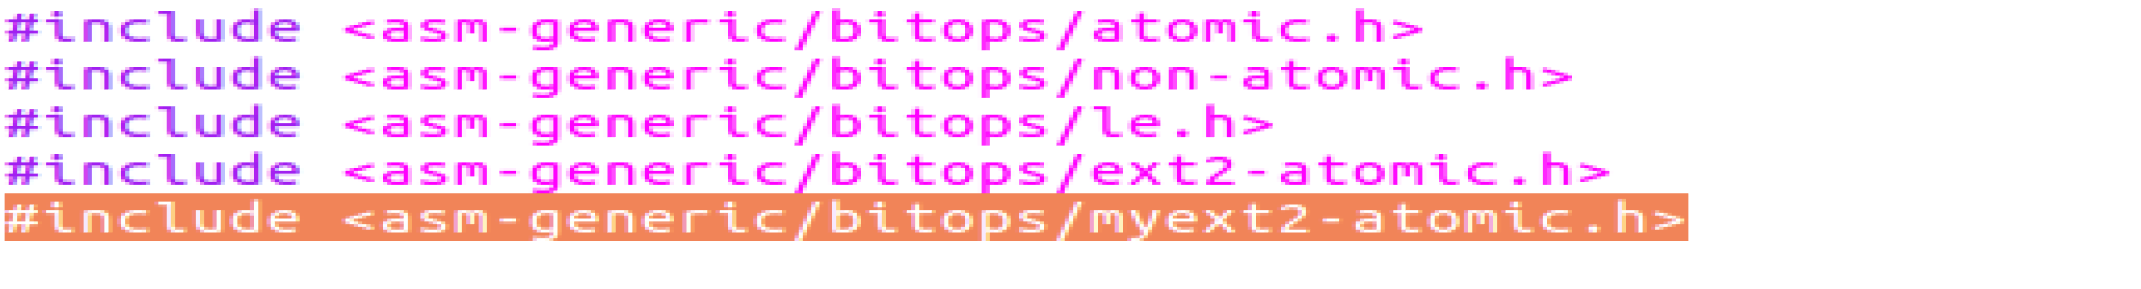 #include <asm-generic/bitops/atomic.h>
#include <asm-generic/bitops/non-atomic.h>
#include <asm-generic/bitops/le.h>
#include <asm-generic/bitops/ext2-atomic.h>
#include <asm-generic/bitops/myext2-atomic.h>